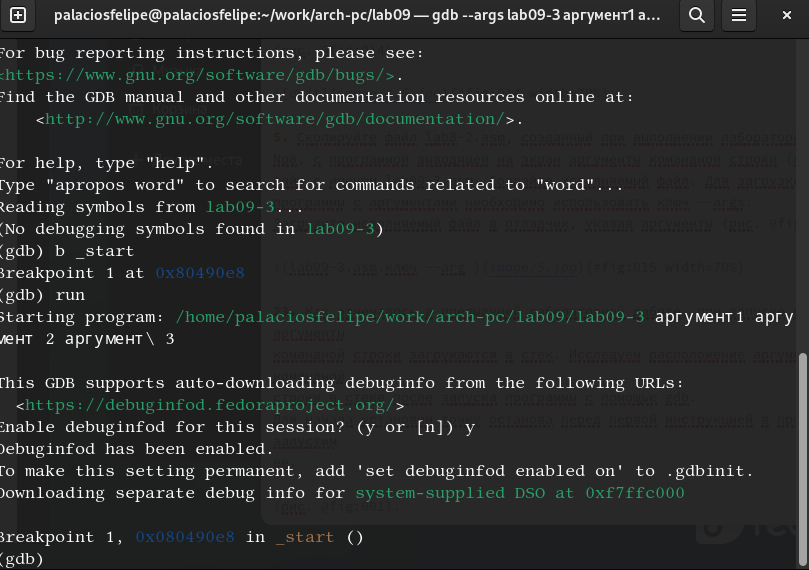 palaciosfelipe@palaciosfelipe:~/work/arch-pc/lab09 — gdb --args lab09-3 аргумент1 а...
For bug reporting instructions, please see:
<https://www.gnu.org/software/gdb/bugs/>.
Find the GDB manual and other documentation resources online at:
<http://www.gnu.org/software/gdb/documentation/>.
For help, type "help".
Type "apropos word" to search for commands related to "word"...
Reading symbols from lab09-3...
(No debugging symbols found in lab09-3)
(gdb) b _start
Breakpoint 1 at 0x80490e8
(gdb) run
Starting program: /home/palaciosfelipe/work/arch-pc/lab09/lab09-3 аргумент1 аргу
мент 2 аргумент\ 3
This GDB supports auto-downloading debuginfo from the following URLs:
<https://debuginfod.fedoraproject.org/>
Enable debuginfod for this session? (y or [n]) y
Debuginfod has been enabled.
To make this setting permanent, add 'set debuginfod enabled on' to .gdbinit.
Downloading separate debug info for system-supplied DSO at 0xf7ffc000
Breakpoint 1, 0x080490e8 in _start ()
(gdb)